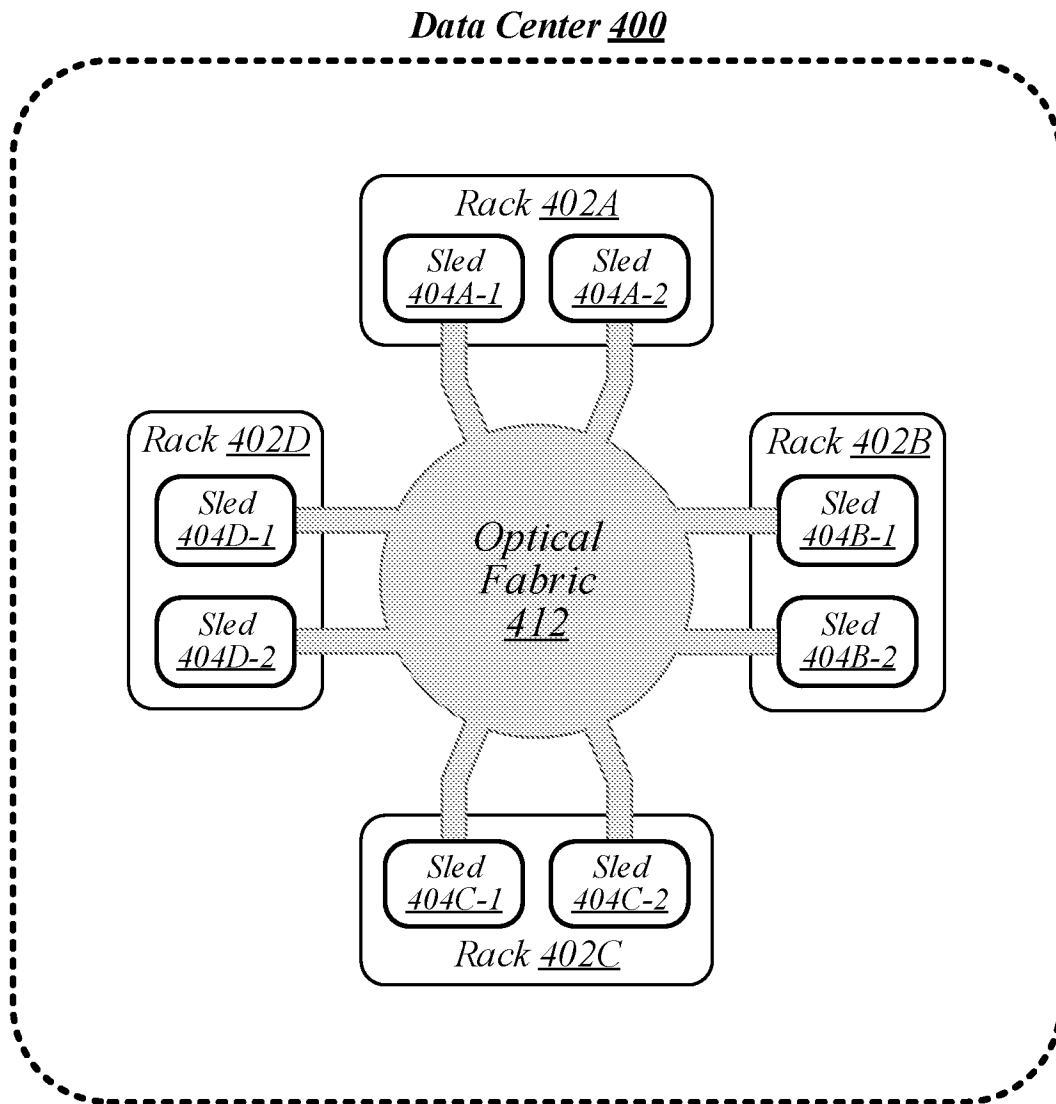 Data Center 400
Rack 402A
Sled
404A-1
Sled
404A-2
Rack 402D
Sled
404D-1
Sled
404D-2
Optical
Fabric
412
Rack 402B
Sled
404B-1
Sled
404B-2
Sled
404C-1
Sled
404C-2
Rack 402C